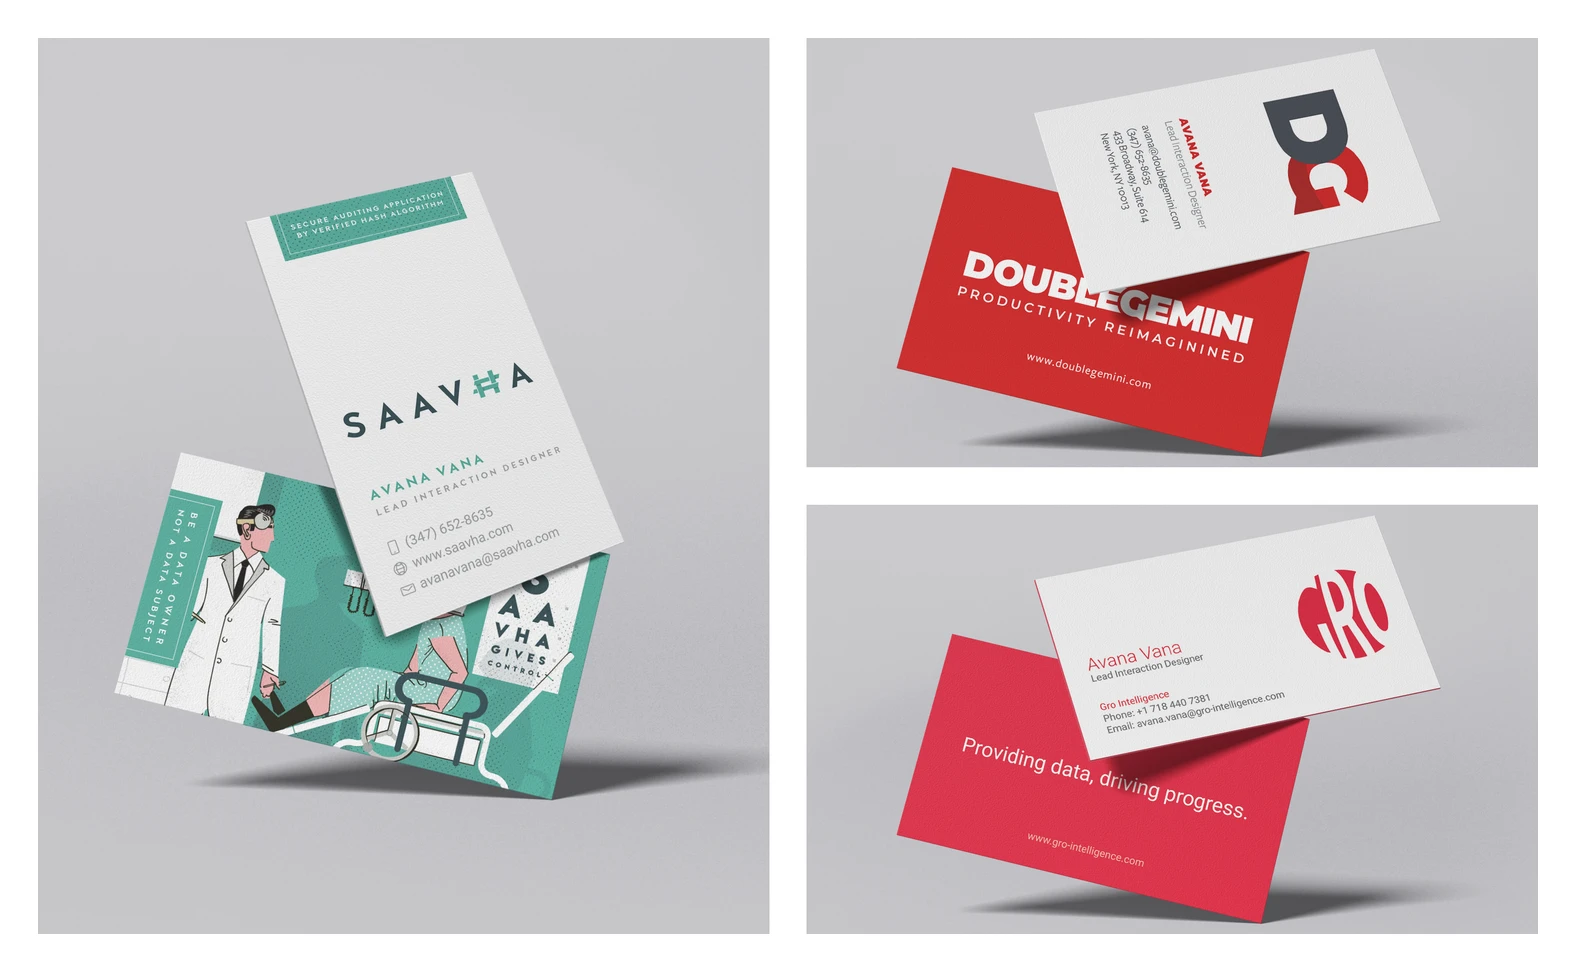 SECURE AUDITING APPLICATION
BY VERIFIED HASH ALGORITHM
SAAVHA
AVANA VANA
LEAD INTERACTION DESIGNER
(347) 652-8635
www.saavha.com
avanavana@saavha.com
BE A DATA OWNER
NOT A DATA SUBJECT
G
A A
VHA
GIVES
CONTROL
DG
AVANA VANA
Lead Interaction Designer
avana@doublegemini.com
(347) 652-8635
433 Broadway, Suite 614
New York, NY 10013
DOUBLEGEMINI
PRODUCTIVITY REIMAGININED
www.doublegemini.com
GRO
Avana Vana
Lead Interaction Designer
Gro Intelligence
Phone: +1 718 440 7381
Email: avana.vana@gro-intelligence.com
Providing data, driving progress.
www.gro-intelligence.com